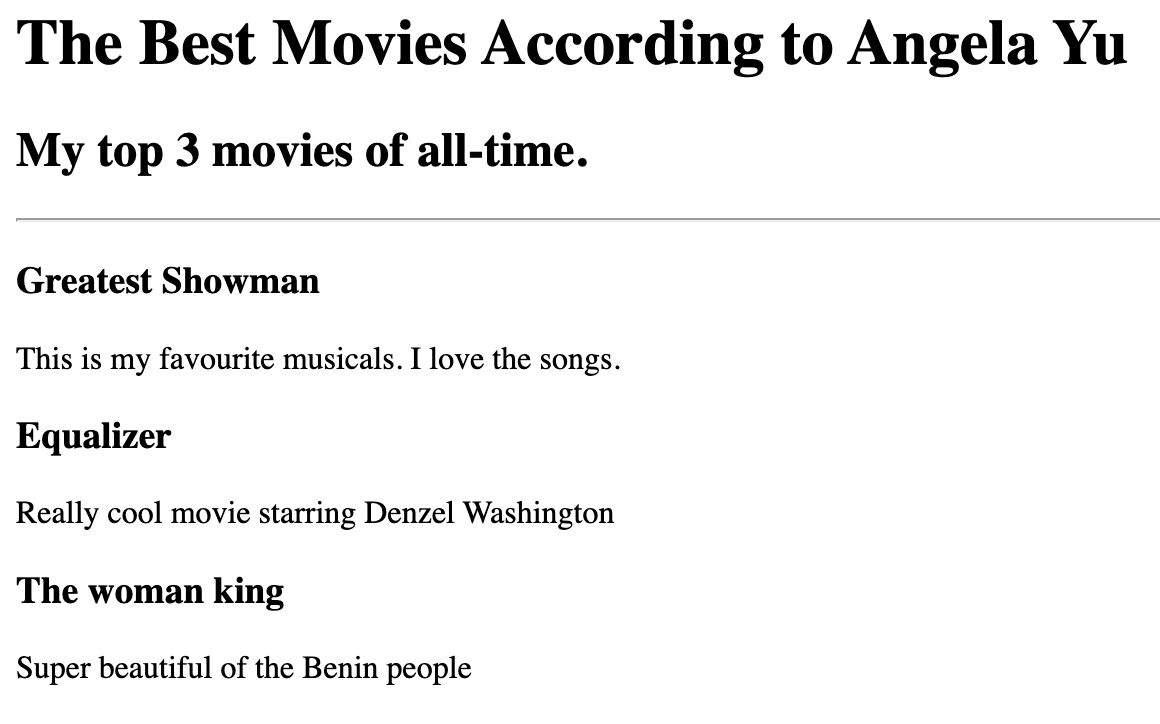 The Best Movies According to Angela Yu
My top 3 movies of all-time.
Greatest Showman
This is my favourite musicals. I love the songs.
Equalizer
Really cool movie starring Denzel Washington
The woman king
Super beautiful of the Benin people